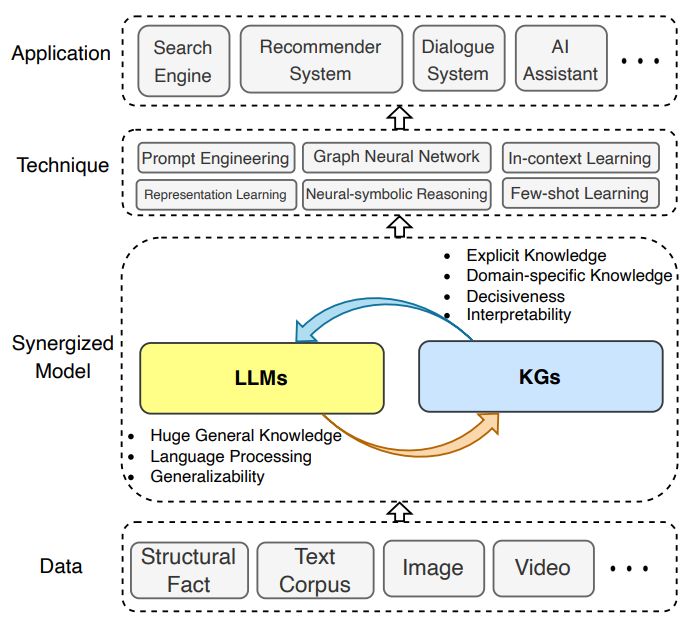 Application
Search
Engine
Recommender
System
Dialogue
System
AI
Assistant
• • •
Technique
Prompt Engineering
Graph Neural Network
In-context Learning
Representation Learning
Neural-symbolic Reasoning
Few-shot Learning
Synergized
Model
• Explicit Knowledge
• Domain-specific Knowledge
• Decisiveness
• Interpretability
LLMs
KGs
• Huge General Knowledge
• Language Processing
• Generalizability
Data
Structural
Fact
Text
Corpus
Image
Video
• • •